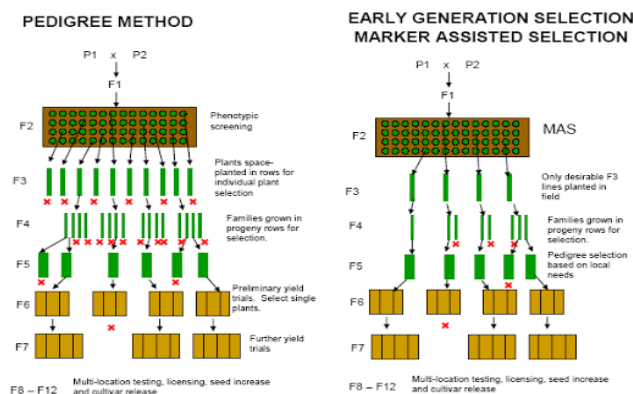 PEDIGREE METHOD
P1 x P2
F1
F2
Phenotypic
screening
F3
Plants space-
planted in rows for
individual plant
selection
F4
Families grown in
progeny rows for
selection.
F5
F6
Preliminary yield
trials. Select single
plants.
F7
Further yield
trials
F8 – F12
Multi-location testing, licensing, seed increase
and cultivar release
EARLY GENERATION SELECTION
MARKER ASSISTED SELECTION
P1 x P2
F1
F2
MAS
F3
Only desirable F3
lines planted in
field
F4
Families grown in
progeny rows for
selection.
F5
Pedigree selection
based on local
needs
F6
F7
F8 – F12
Multi-location testing, licensing, seed increase
and cultivar release